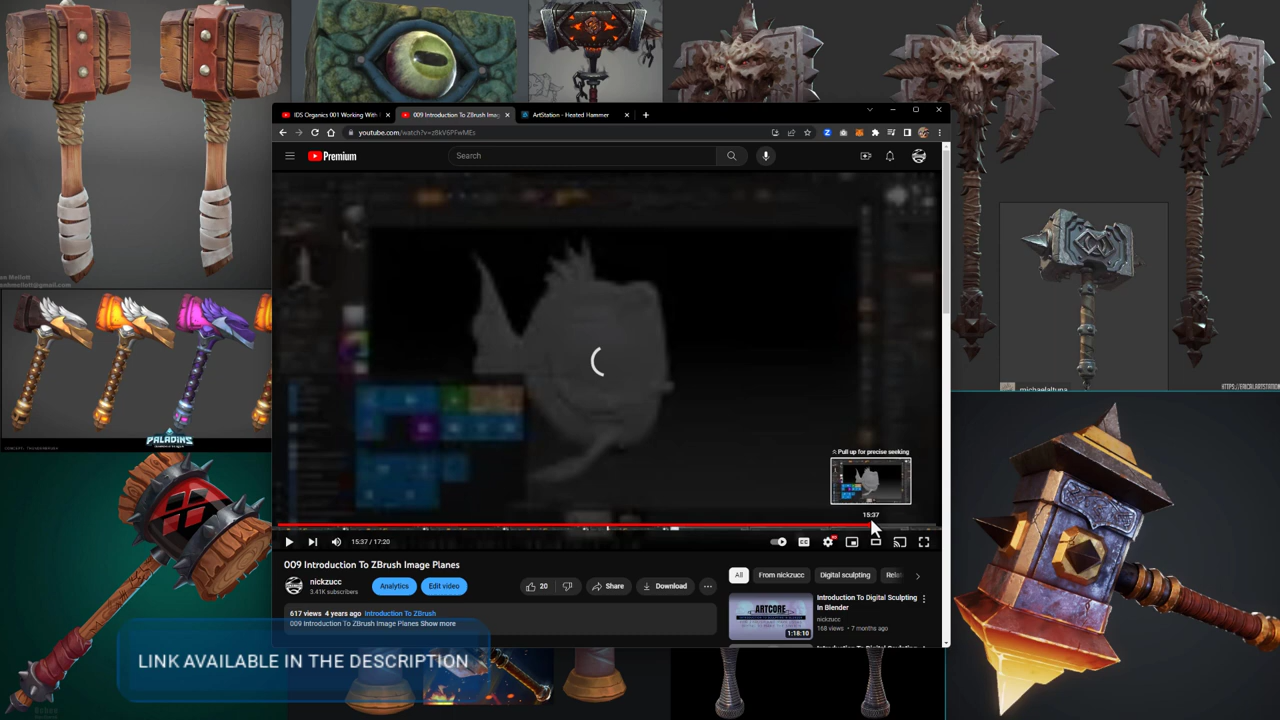 IDS Organics 001 Working With
009 Introduction To ZBrush Imag
ArtStation - Heated Hammer
youtube.com/watch?v=z8kV6PFwMEs
Premium
Search
Pull up for precise seeking
15:37
15:37 / 17:20
009 Introduction To ZBrush Image Planes
nickzucc
3.41K subscribers
Analytics
Edit video
20
Share
Download
617 views 4 years ago Introduction To ZBrush
009 Introduction To ZBrush Image Planes Show more
All
From nickzucc
Digital sculpting
Rela
ARTCORE
1:18:10
Introduction To Digital Sculpting
In Blender
nickzucc
168 views • 7 months ago
LINK AVAILABLE IN THE DESCRIPTION
PALADINS
michaelaltuna